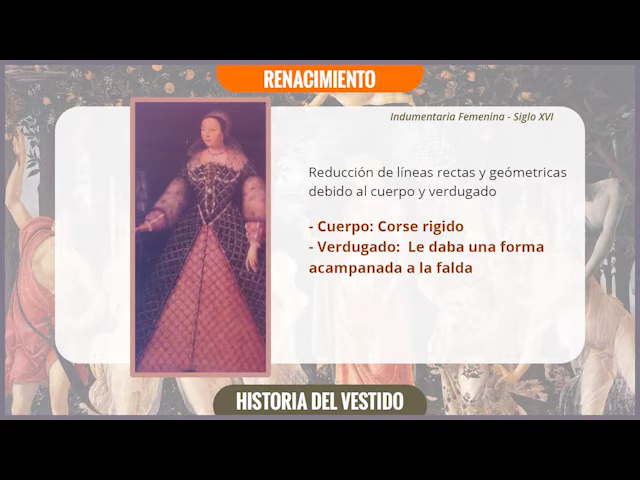 RENACIMIENTO
Indumentaria Femenina - Siglo XVI
Reducción de líneas rectas y geómetricas
debido al cuerpo y verdugado
- Cuerpo: Corse rigido
- Verdugado: Le daba una forma
acampanada a la falda
HISTORIA DEL VESTIDO